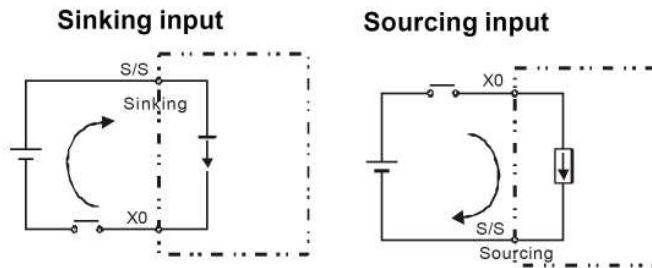 Sinking input
S/S
Sinking
X0
Sourcing input
X0
S/S
Sourcing